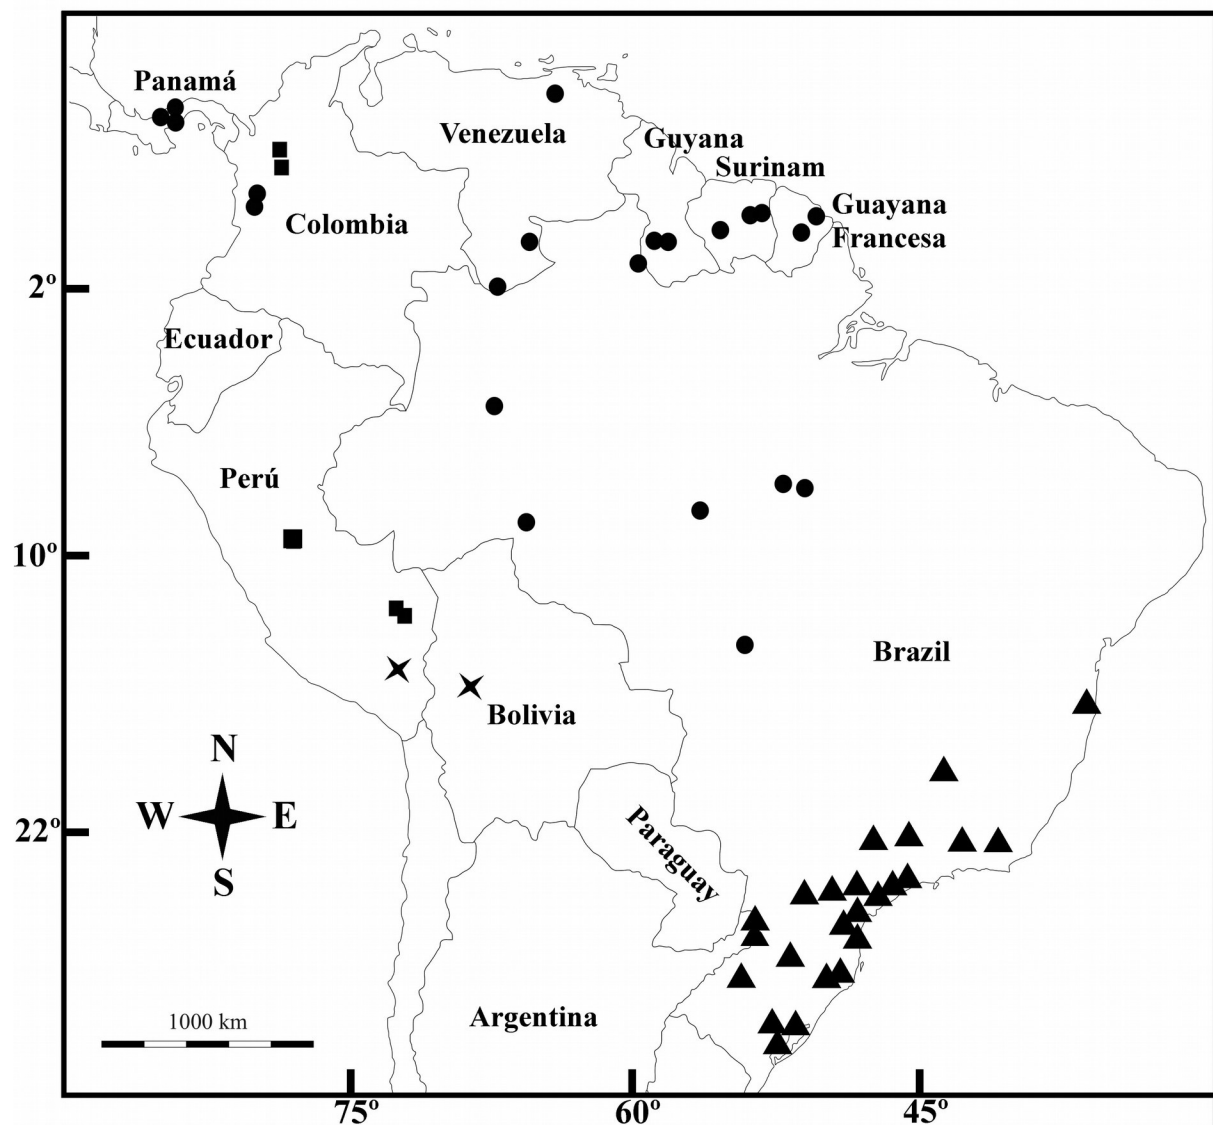 Panamá
Venezuela
Guyana
Surinam
Guayana
Francesa
Colombia
2º
Ecuador
Perú
10º
Brazil
Bolivia
N
W E
S
22º
Paraguay
Argentina
1000 km
75º 60º 45º